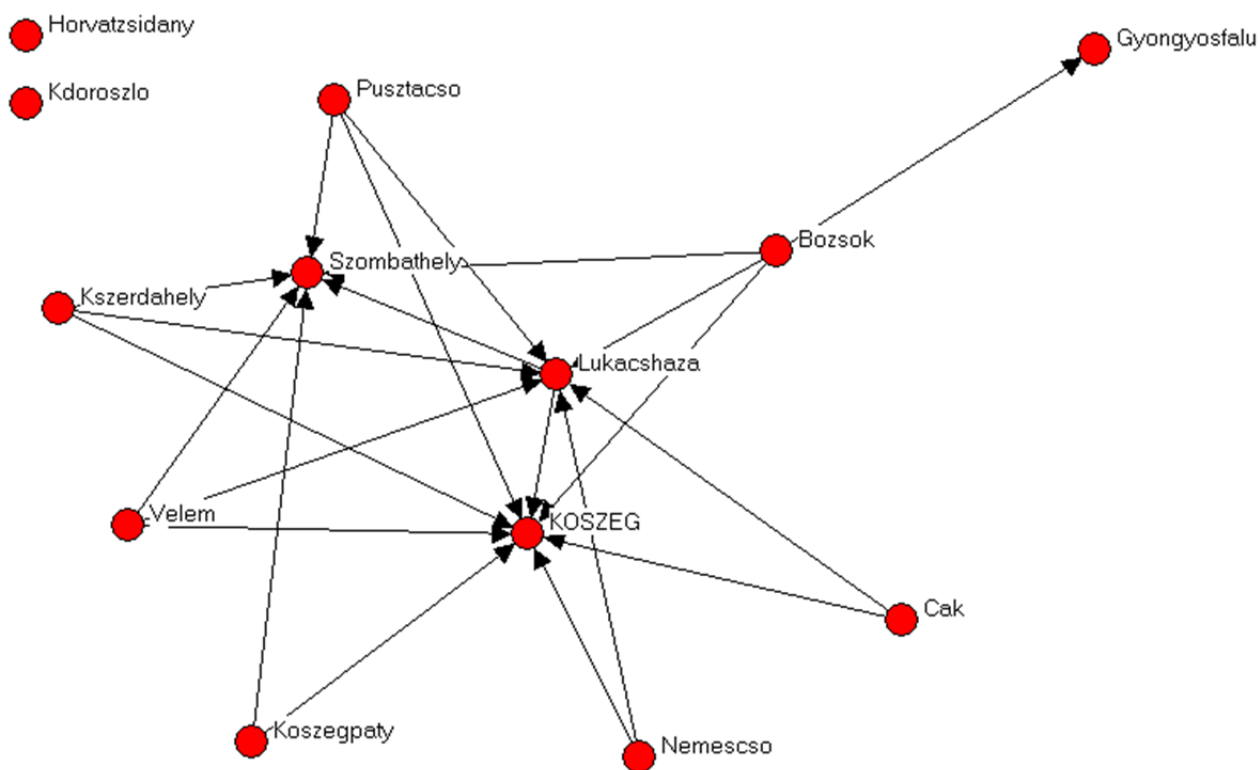 Horvatzsidany
Gyongyosfalu
Kdoroszlo
Pusztacso
Bozsok
Szombathely
Kszerdahely
Lukacshaza
Velem
KOSZEG
Cak
Koszegpaty
Nemescso